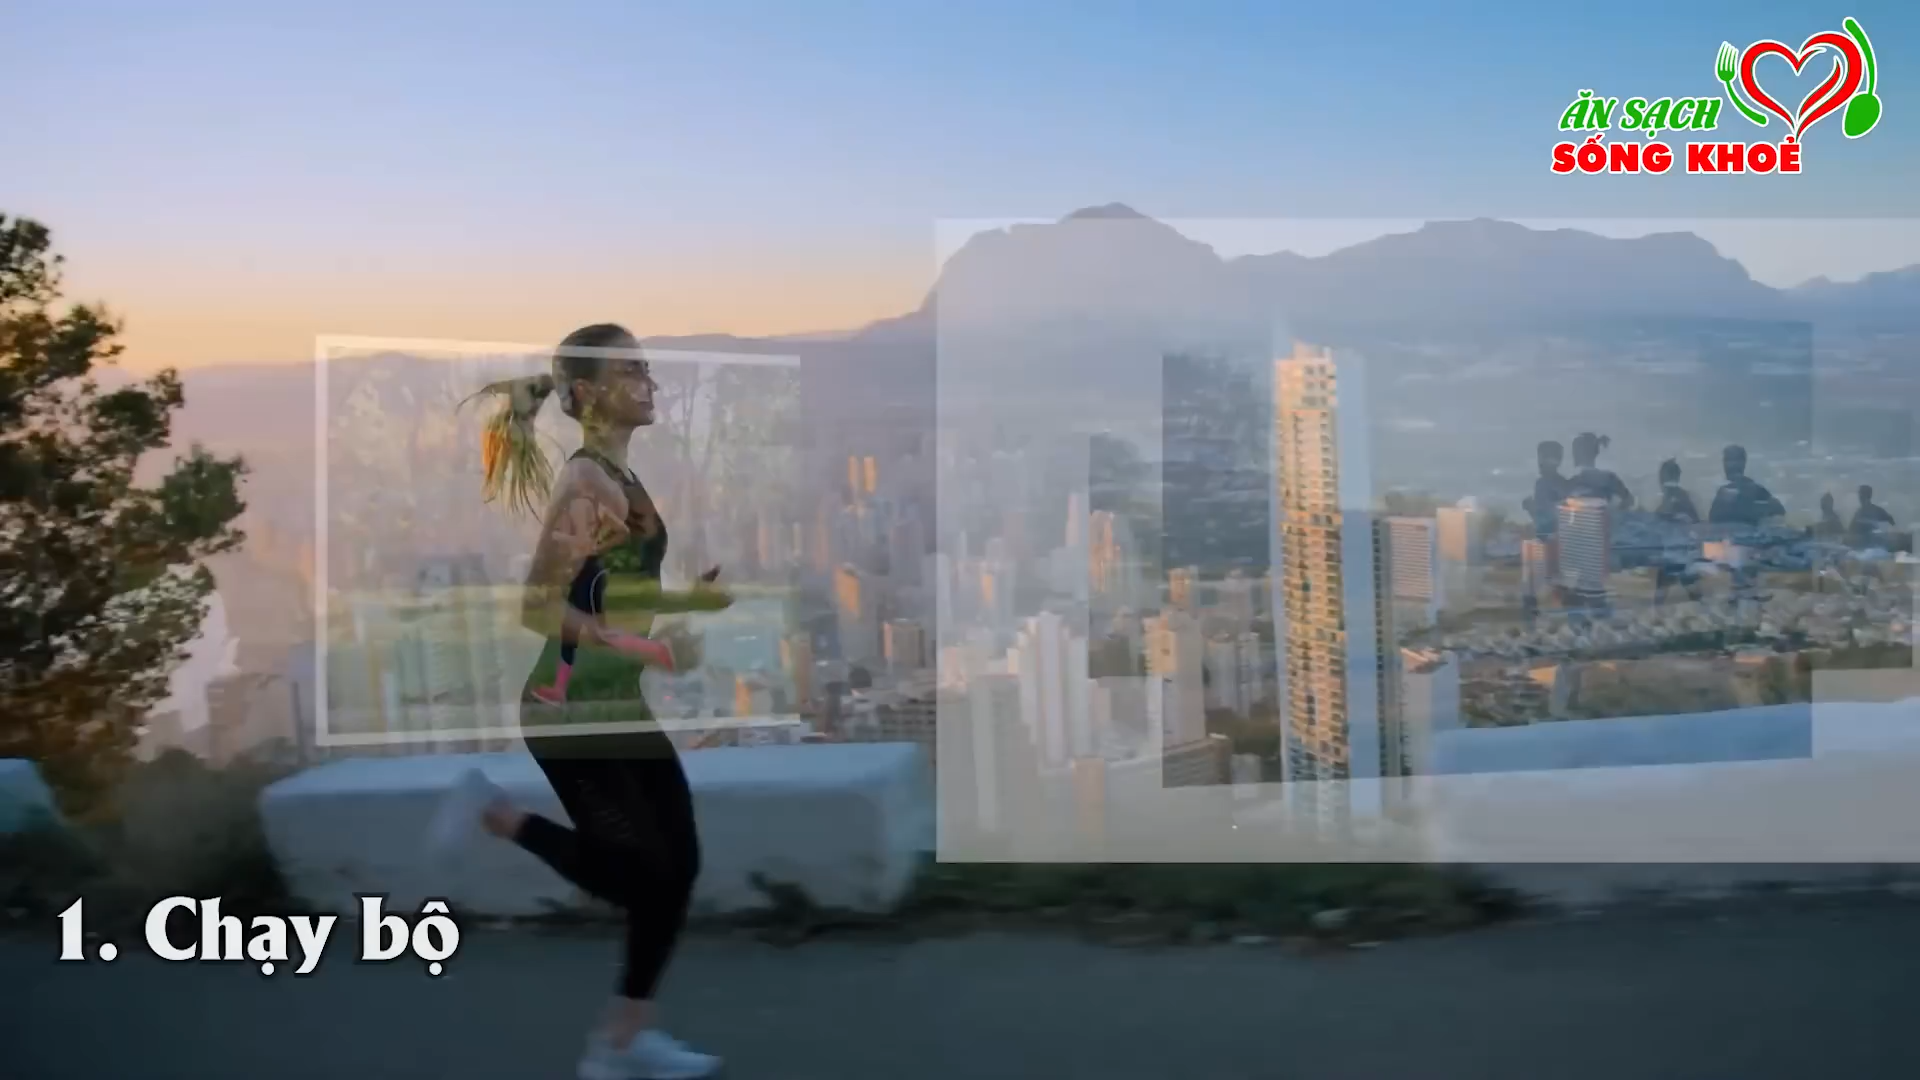 ĂN SẠCH
SỐNG KHOẺ
1. Chạy bộ